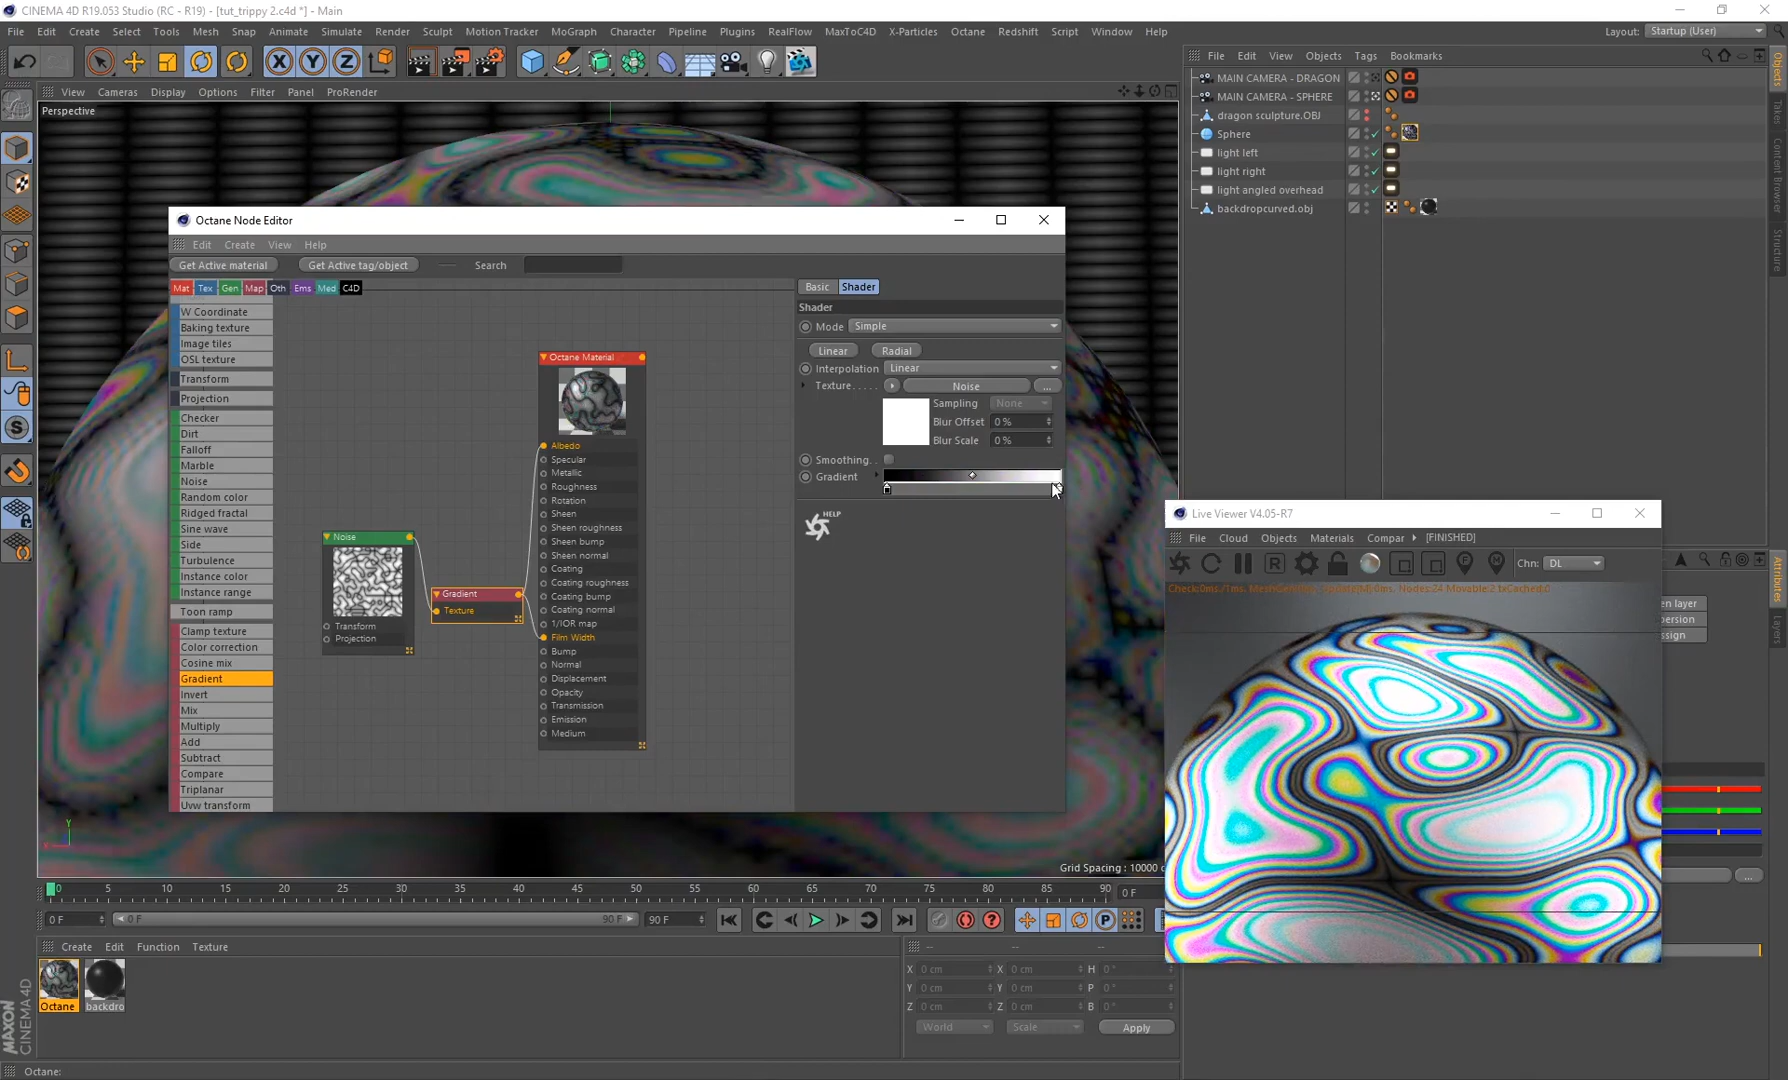 CINEMA 4D R19.053 Studio (RC - R19) - [tut_trippy 2.c4d *] - Main
File Edit Create Select Tools Mesh Snap Animate Simulate Render Sculpt Motion Tracker MoGraph Character Pipeline Plugins RealFlow MaxToC4D X-Particles Octane Redshift Script Window Help
Layout: Startup (User)
View Cameras Display Options Filter Panel ProRender
Perspective
File Edit View Objects Tags Bookmarks
MAIN CAMERA - DRAGON
MAIN CAMERA - SPHERE
dragon sculpture.OBJ
Sphere
light left
light right
light angled overhead
backdropcurved.obj
Objects
Takes
Content Browser
Structure
Attributes
Layers
Octane Node Editor
Edit Create View Help
Get Active material Get Active tag/object Search
Mat Tex Gen Map Oth Ems Med C4D
W Coordinate
Baking texture
Image tiles
OSL texture
Transform
Projection
Checker
Dirt
Falloff
Marble
Noise
Random color
Ridged fractal
Sine wave
Side
Turbulence
Instance color
Instance range
Toon ramp
Clamp texture
Color correction
Cosine mix
Gradient
Invert
Mix
Multiply
Add
Subtract
Compare
Triplanar
Uvw transform
Noise
Transform
Projection
Gradient
Texture
Octane Material
Albedo
Specular
Metallic
Roughness
Rotation
Sheen
Sheen roughness
Sheen bump
Sheen normal
Coating
Coating roughness
Coating bump
Coating normal
1/IOR map
Film Width
Bump
Normal
Displacement
Opacity
Transmission
Emission
Medium
Basic Shader
Shader
Mode Simple
Linear Radial
Interpolation Linear
Texture..... Noise ...
Sampling None
Blur Offset 0 %
Blur Scale 0 %
Smoothing..
Gradient
HELP
Live Viewer V4.05-R7
File Cloud Objects Materials Compar [FINISHED]
Chn: DL
en layer
persion
ssign
...
Grid Spacing : 10000 c
0 5 10 15 20 25 30 35 40 45 50 55 60 65 70 75 80 85 90 0 F
0 F 0 F 90 F 90 F
Create Edit Function Texture
Octane backdro
-- -- --
X 0 cm X 0 cm H 0 °
Y 0 cm Y 0 cm P 0 °
Z 0 cm Z 0 cm B 0 °
World Scale Apply
MAXON
CINEMA 4D
Octane: